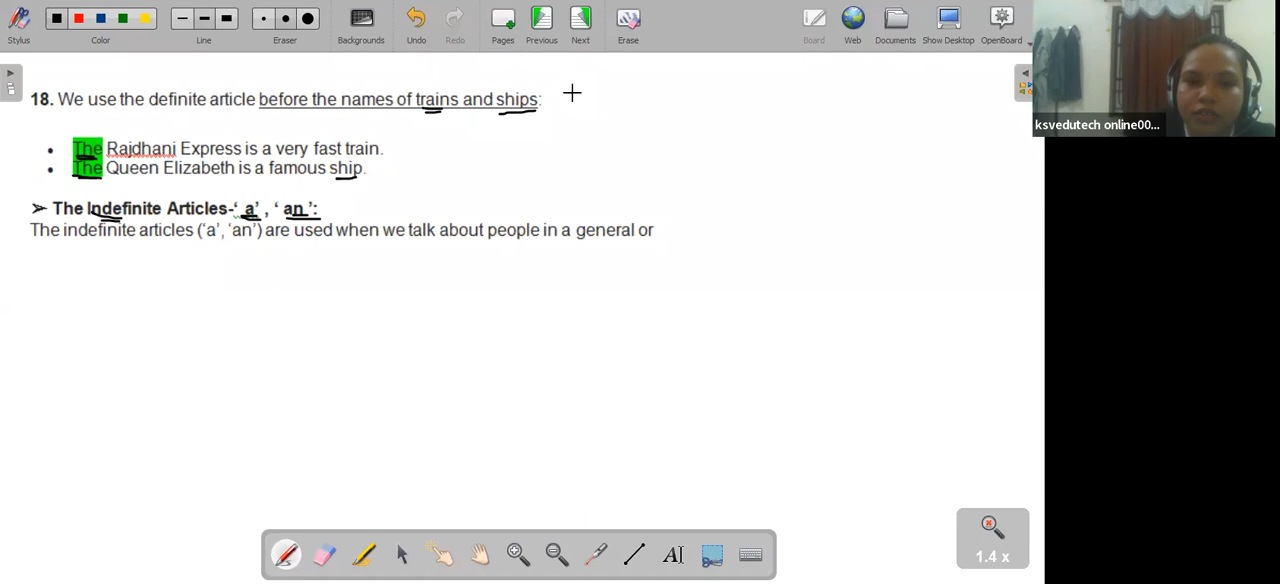 Stylus
Color
Line
Eraser
Backgrounds
Undo
Redo
Pages
Previous
Next
Erase
Board
Web
Documents
Show Desktop
OpenBoard
ksvedutech online00...
18. We use the definite article before the names of trains and ships:
• The Rajdhani Express is a very fast train.
• The Queen Elizabeth is a famous ship.
➢ The Indefinite Articles-‘ a’ , ‘ an ’:
The indefinite articles (‘a’, ‘an’) are used when we talk about people in a general or
1.4 x